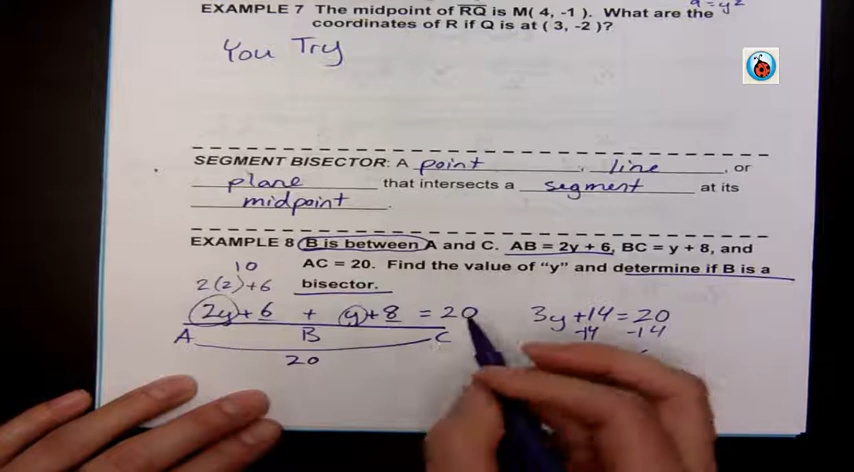 a = y2
EXAMPLE 7 The midpoint of RQ is M( 4, -1 ). What are the
coordinates of R if Q is at ( 3, -2 )?
You Try
SEGMENT BISECTOR: A point, line, or
plane that intersects a segment at its
midpoint.
EXAMPLE 8 B is between A and C. AB = 2y + 6, BC = y + 8, and
10 AC = 20. Find the value of "y" and determine if B is a
2(2)+6 bisector.
2y + 6 + y + 8 = 20 3y + 14 = 20
A B C -14 -14
20